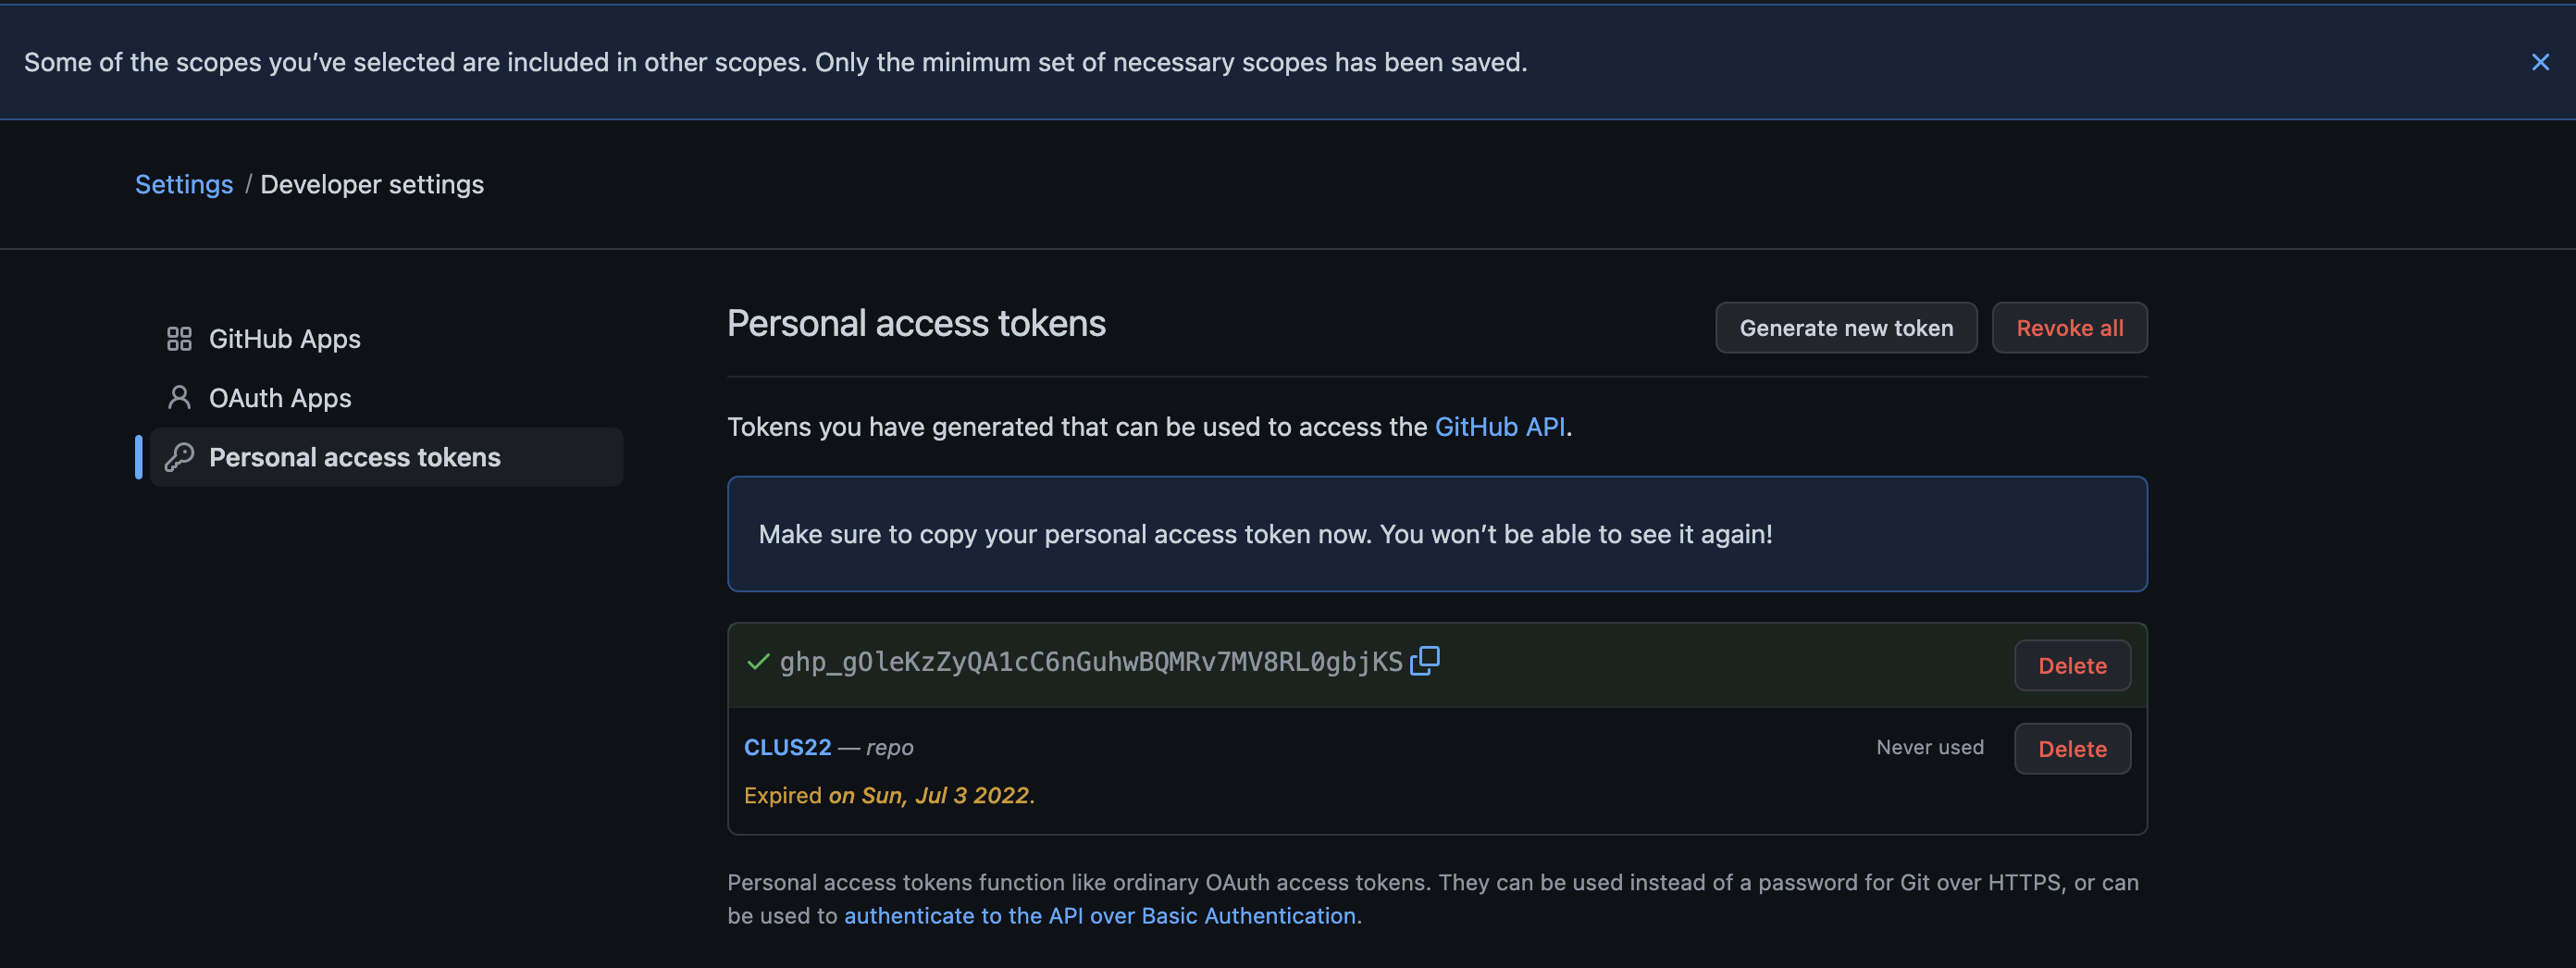 Some of the scopes you’ve selected are included in other scopes. Only the minimum set of necessary scopes has been saved.
Settings / Developer settings
GitHub Apps
OAuth Apps
Personal access tokens
Personal access tokens
Generate new token
Revoke all
Tokens you have generated that can be used to access the GitHub API.
Make sure to copy your personal access token now. You won’t be able to see it again!
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
Delete
CLUS22 — repo
Never used
Delete
Expired on Sun, Jul 3 2022.
Personal access tokens function like ordinary OAuth access tokens. They can be used instead of a password for Git over HTTPS, or can
be used to authenticate to the API over Basic Authentication.